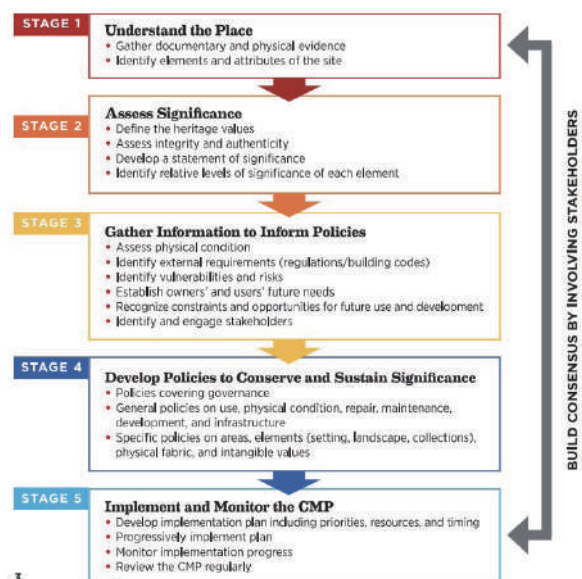 STAGE 1
Understand the Place
• Gather documentary and physical evidence
• Identify elements and attributes of the site
STAGE 2
Assess Significance
• Define the heritage values
• Assess integrity and authenticity
• Develop a statement of significance
• Identify relative levels of significance of each element
STAGE 3
Gather Information to Inform Policies
• Assess physical condition
• Identify external requirements (regulations/building codes)
• Identify vulnerabilities and risks
• Establish owners' and users' future needs
• Recognize constraints and opportunities for future use and development
• Identify and engage stakeholders
STAGE 4
Develop Policies to Conserve and Sustain Significance
• Policies covering governance
• General policies on use, physical condition, repair, maintenance,
development, and infrastructure
• Specific policies on areas, elements (setting, landscape, collections),
physical fabric, and intangible values
STAGE 5
Implement and Monitor the CMP
• Develop implementation plan including priorities, resources, and timing
• Progressively implement plan
• Monitor implementation progress
• Review the CMP regularly
BUILD CONSENSUS BY INVOLVING STAKEHOLDERS